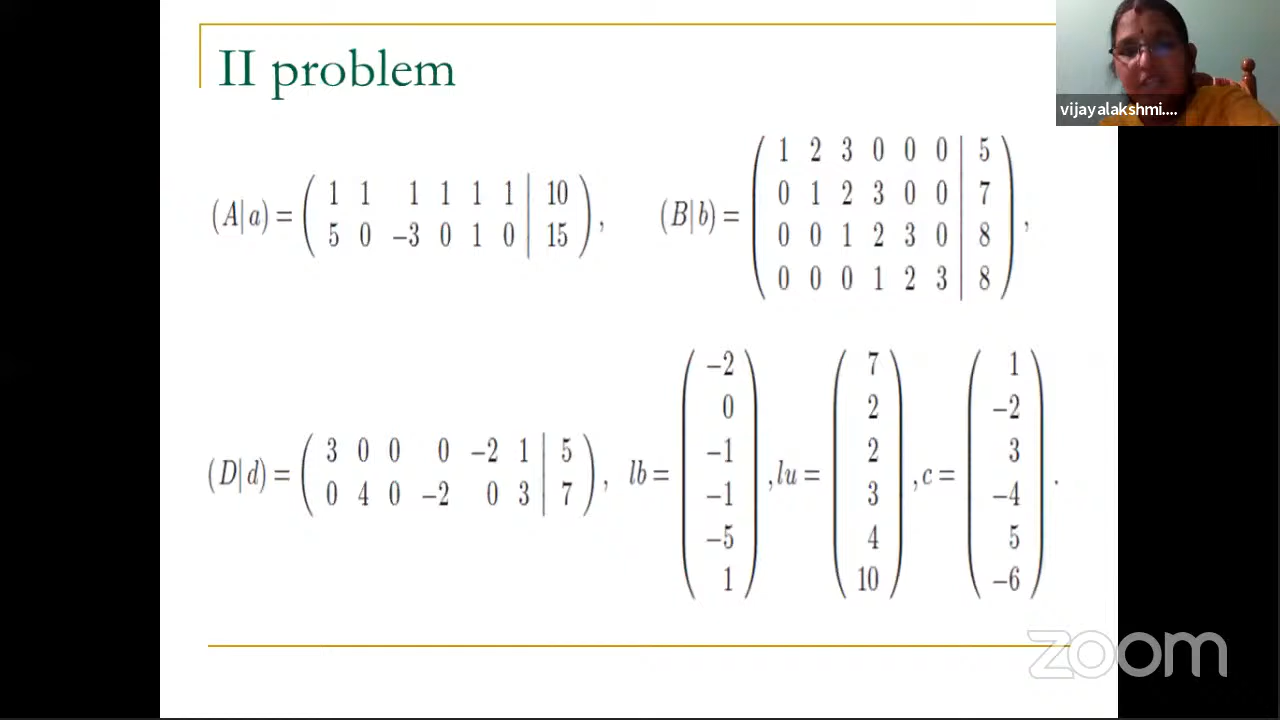 II problem
vijayalakshmi....
(A|a) = ( 1 1 1 1 1 1 | 10
5 0 −3 0 1 0 | 15 ),
(B|b) = ( 1 2 3 0 0 0 | 5
0 1 2 3 0 0 | 7
0 0 1 2 3 0 | 8
0 0 0 1 2 3 | 8 ),
(D|d) = ( 3 0 0 0 −2 1 | 5
0 4 0 −2 0 3 | 7 ),
lb = ( −2
0
−1
−1
−5
1 )
, lu = ( 7
2
2
3
4
10 )
, c = ( 1
−2
3
−4
5
−6 ) .
zoom